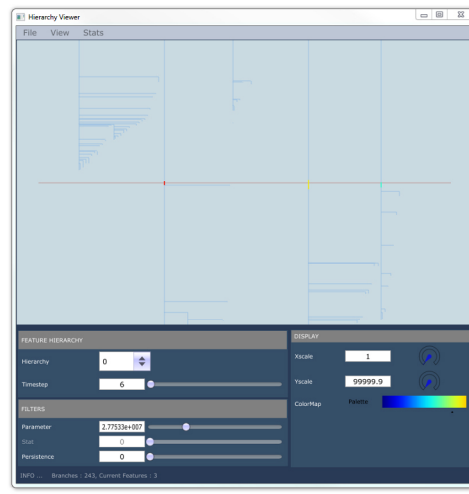 Hierarchy Viewer
File View Stats
FEATURE HIERARCHY
Hierarchy 0
Timestep 6
FILTERS
Parameter 2.77533e+007
Stat 0
Persistence 0
DISPLAY
Xscale 1
Yscale 99999.9
ColorMap Palette
INFO ... Branches : 243, Current Features : 3